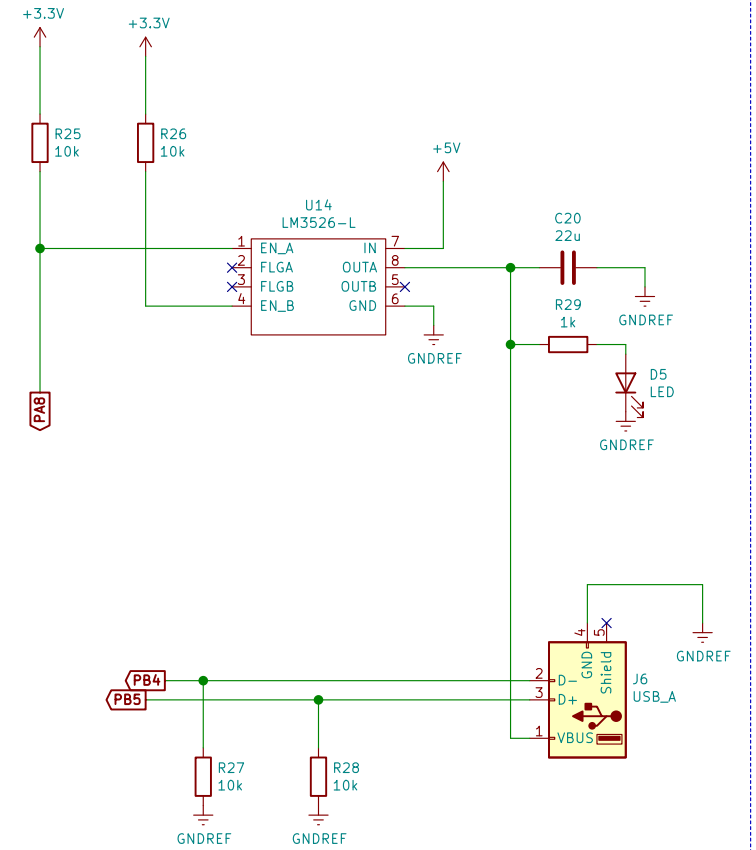 +3.3V
+3.3V
R25
10k
R26
10k
+5V
U14
LM3526-L
1 EN_A IN 7
2 FLGA OUTA 8
3 FLGB OUTB 5
4 EN_B GND 6
C20
22u
GNDREF
R29
1k
GNDREF
D5
LED
PA8
GNDREF
4 5
GND Shield
GNDREF
PB4
2 D-
J6
PB5
3 D+
USB_A
1 VBUS
R27
10k
R28
10k
GNDREF
GNDREF